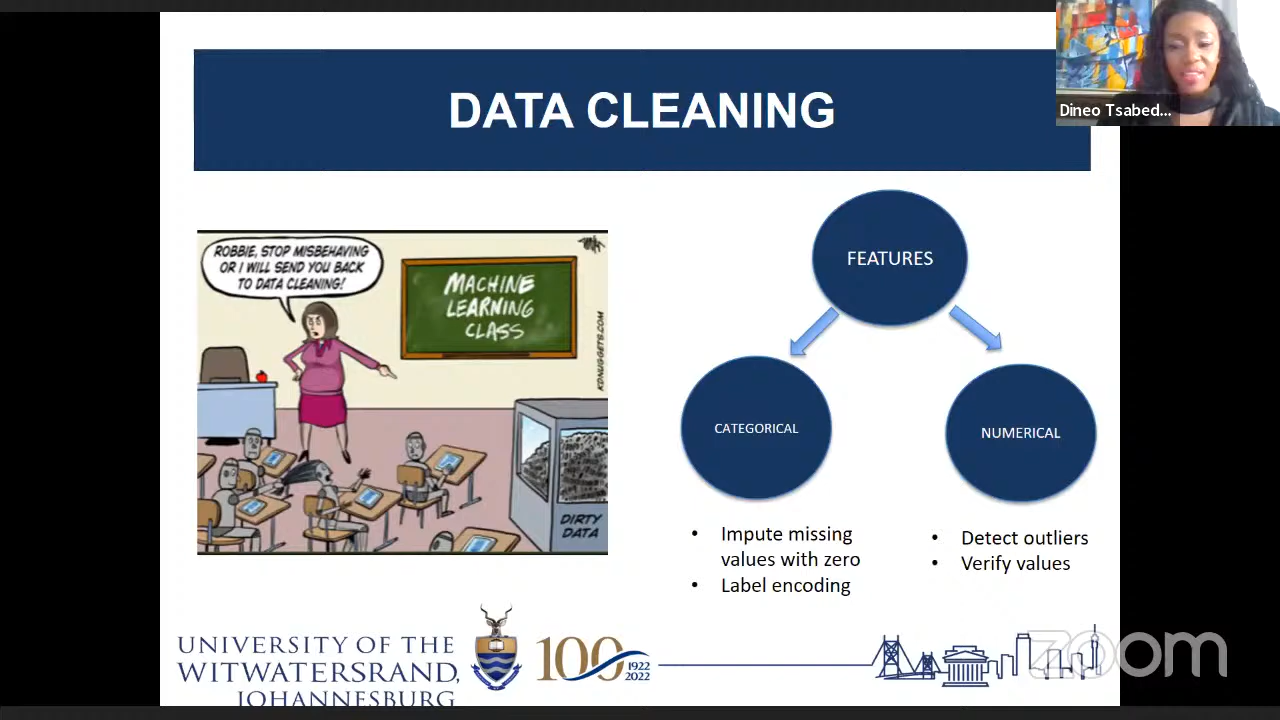 DATA CLEANING
Dineo Tsabed...
ROBBIE, STOP MISBEHAVING
OR I WILL SEND YOU BACK
TO DATA CLEANING!
MACHINE
LEARNING
CLASS
KDNUGGETS.COM
DIRTY
DATA
FEATURES
CATEGORICAL
NUMERICAL
• Impute missing
values with zero
• Label encoding
• Detect outliers
• Verify values
UNIVERSITY OF THE
WITWATERSRAND,
JOHANNESBURG
100
1922
2022
zoom